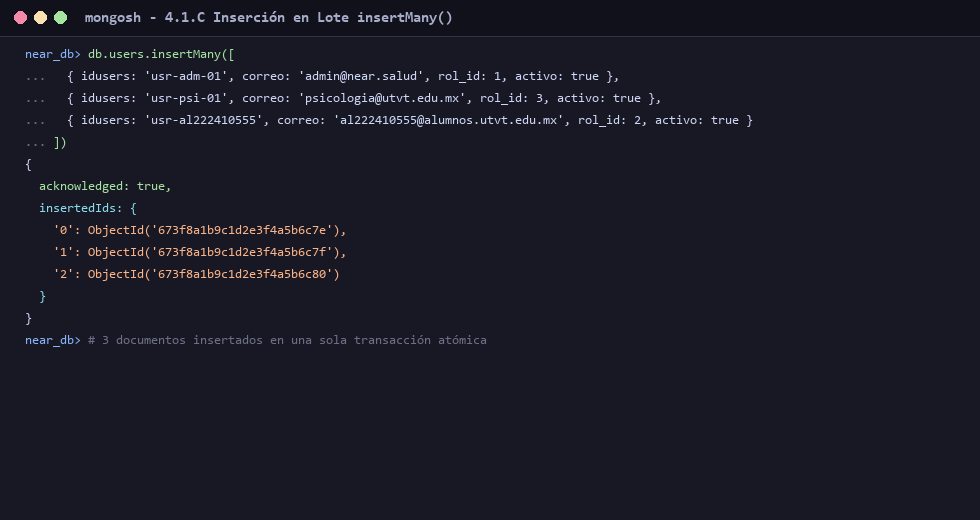 mongosh - 4.1.C Inserción en Lote insertMany()
near_db> db.users.insertMany([
...   { idusers: 'usr-adm-01', correo: 'admin@near.salud', rol_id: 1, activo: true },
...   { idusers: 'usr-psi-01', correo: 'psicologia@utvt.edu.mx', rol_id: 3, activo: true },
...   { idusers: 'usr-al222410555', correo: 'al222410555@alumnos.utvt.edu.mx', rol_id: 2, activo: true }
... ])
{
  acknowledged: true,
  insertedIds: {
    '0': ObjectId('673f8a1b9c1d2e3f4a5b6c7e'),
    '1': ObjectId('673f8a1b9c1d2e3f4a5b6c7f'),
    '2': ObjectId('673f8a1b9c1d2e3f4a5b6c80')
  }
}
near_db> # 3 documentos insertados en una sola transacción atómica